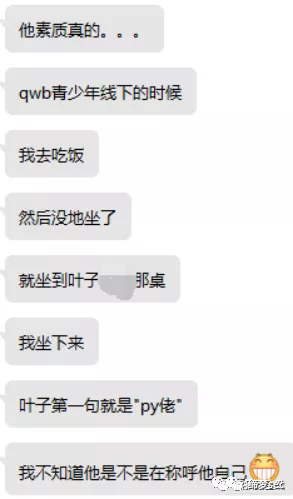 他素质真的。。。
qwb青少年线下的时候
我去吃饭
然后没地坐了
就坐到叶子那桌
我坐下来
叶子第一句就是"py佬"
我不知道他是不是在称呼他自己